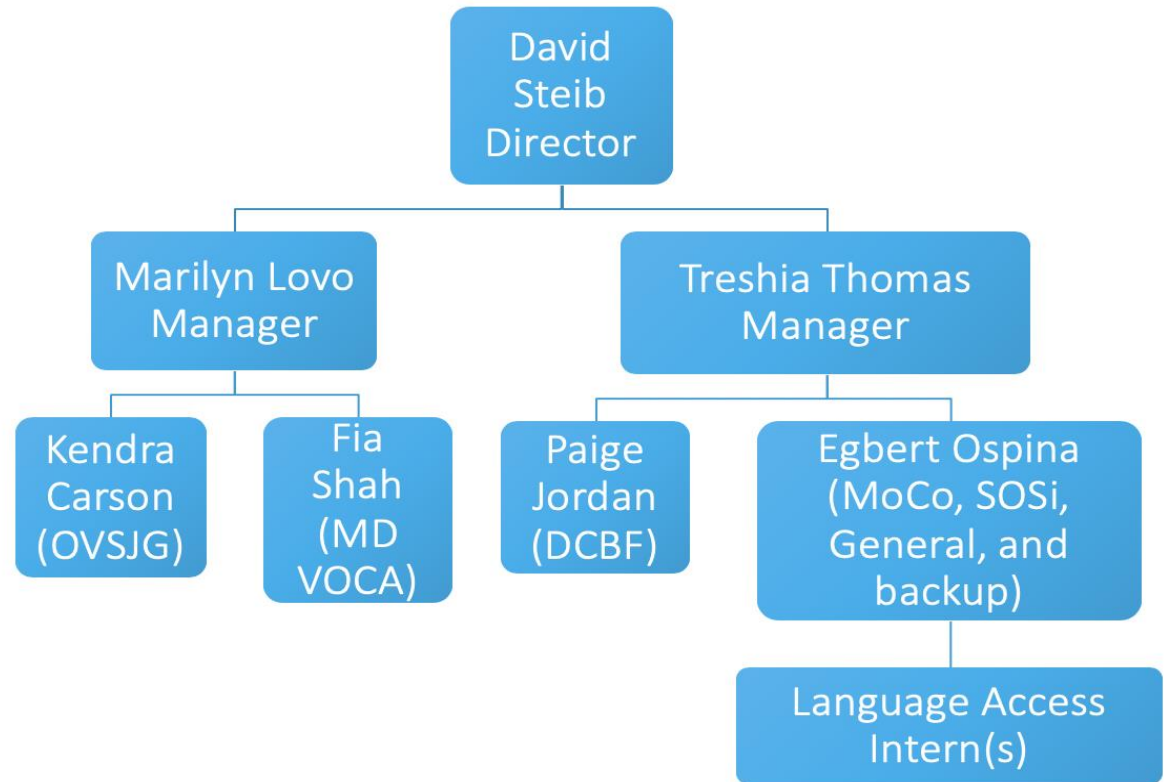 David
Steib
Director
Marilyn Lovo
Manager
Treshia Thomas
Manager
Kendra
Carson
(OVSJG)
Fia
Shah
(MD
VOCA)
Paige
Jordan
(DCBF)
Egbert Ospina
(MoCo, SOSi,
General, and
backup)
Language Access
Intern(s)